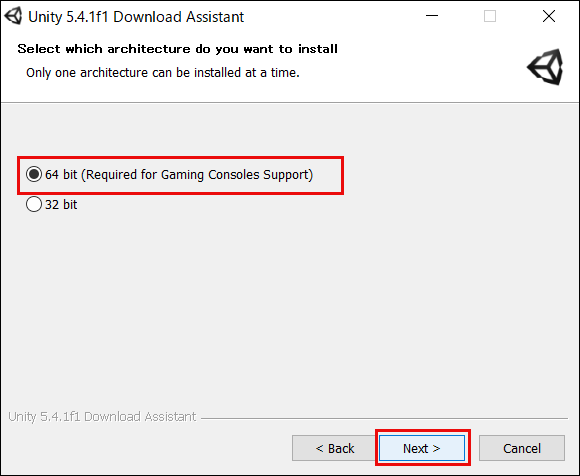 Unity 5.4.1f1 Download Assistant
Select which architecture do you want to install
Only one architecture can be installed at a time.
64 bit (Required for Gaming Consoles Support)
32 bit
Unity 5.4.1f1 Download Assistant
< Back
Next >
Cancel